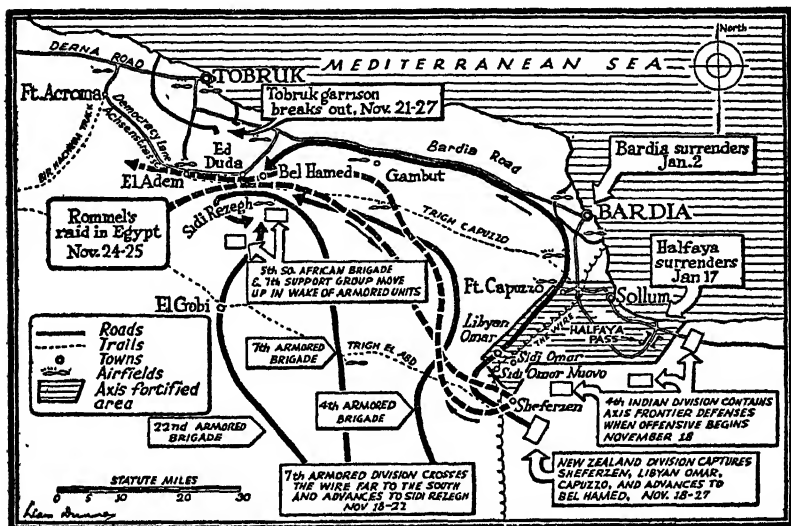 North
DERNA ROAD
MEDITERRANEAN SEA
TOBRUK
Ft. Acroma
Tobruk garrison
breaks out, Nov. 21-27
Democracy Lane
Achsenstrasse
Ed
Duda
Bardia Road
Bardia surrenders
Jan. 2
El Adem
Bel Hamed
Gambut
BARDIA
Rommel's
raid in Egypt
Nov. 24-25
Sidi Rezegh
TRIGH CAPUZZO
Halfaya
surrenders
Jan 17
5th SO. AFRICAN BRIGADE
& 7th SUPPORT GROUP MOVE
UP IN WAKE OF ARMORED UNITS
Ft. Capuzzo
Sollum
El Gobi
Libyan
Omar
THE WIRE
HALFAYA
PASS
Roads
Trails
Towns
Airfields
Axis fortified
area
7th ARMORED
BRIGADE
TRIGH EL ABD
Sidi Omar
Sidi Omar Nuovo
Sheferzen
22nd ARMORED
BRIGADE
4th ARMORED
BRIGADE
4th INDIAN DIVISION CONTAINS
AXIS FRONTIER DEFENSES
WHEN OFFENSIVE BEGINS
NOVEMBER 18
STATUTE MILES
0 5 10 20 30
7th ARMORED DIVISION CROSSES
THE WIRE FAR TO THE SOUTH
AND ADVANCES TO SIDI REZEGH
NOV 18-22
NEW ZEALAND DIVISION CAPTURES
SHEFERZEN, LIBYAN OMAR,
CAPUZZO, AND ADVANCES TO
BEL HAMED, NOV. 18-27